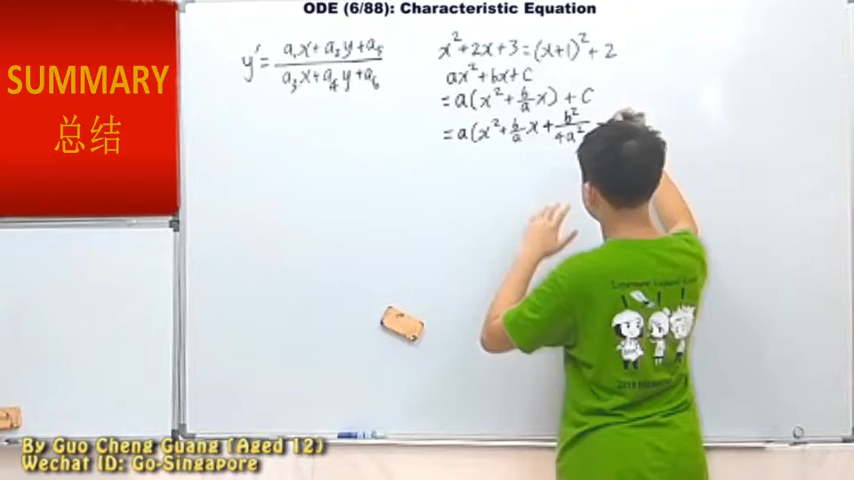 ODE (6/88): Characteristic Equation
SUMMARY
总结
y' = (a₁x + a₂y + a₅) / (a₃x + a₄y + a₆)
x² + 2x + 3 = (x+1)² + 2
ax² + bx + c
= a(x² + b/a x) + c
= a(x² + b/a x + b²/4a²
By Guo Cheng Guang (Aged 12)
Wechat ID: Go-Singapore